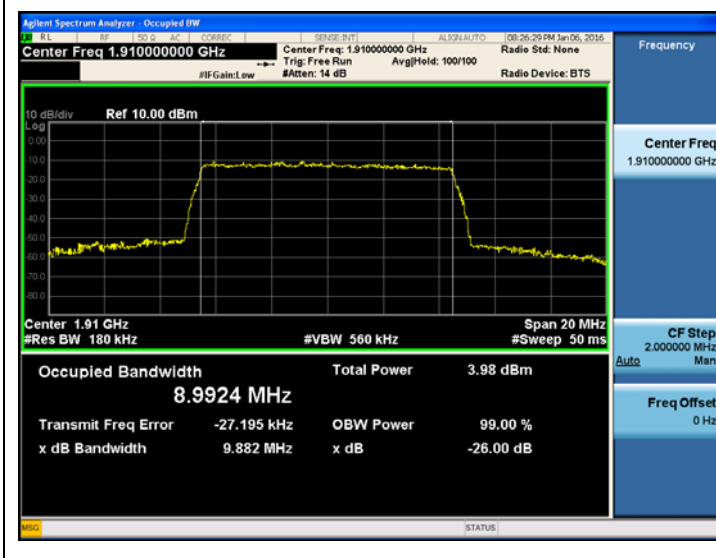 Agilent Spectrum Analyzer - Occupied BW
RL RF 50 Ω AC CORREC SENSE:INT ALIGN AUTO 08:26:29 PM Jan 06, 2016
Center Freq 1.910000000 GHz
Center Freq: 1.910000000 GHz
Radio Std: None
Trig: Free Run Avg|Hold: 100/100
#IFGain:Low #Atten: 14 dB Radio Device: BTS
Frequency
10 dB/div Ref 10.00 dBm
Log
0.00
-10.0
-20.0
-30.0
-40.0
-50.0
-60.0
-70.0
-80.0
Center 1.91 GHz Span 20 MHz
#Res BW 180 kHz #VBW 560 kHz #Sweep 50 ms
Occupied Bandwidth Total Power 3.98 dBm
8.9924 MHz
Transmit Freq Error -27.195 kHz OBW Power 99.00 %
x dB Bandwidth 9.882 MHz x dB -26.00 dB
Center Freq
1.910000000 GHz
CF Step
2.000000 MHz
Auto Man
Freq Offset
0 Hz
MSG STATUS